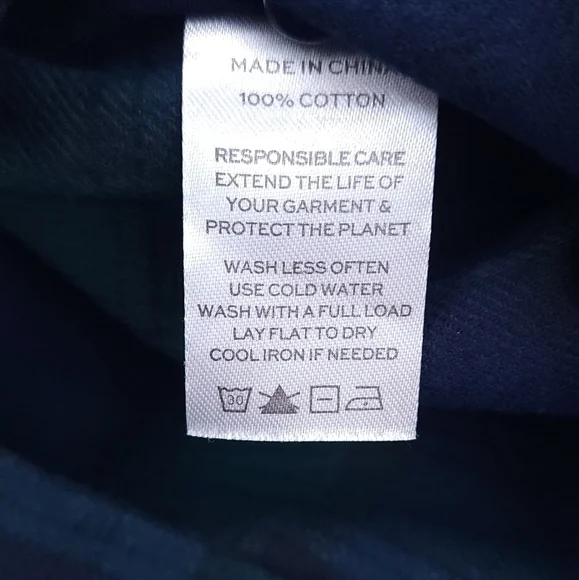 MADE IN CHINA
100% COTTON
RESPONSIBLE CARE
EXTEND THE LIFE OF
YOUR GARMENT &
PROTECT THE PLANET
WASH LESS OFTEN
USE COLD WATER
WASH WITH A FULL LOAD
LAY FLAT TO DRY
COOL IRON IF NEEDED
30